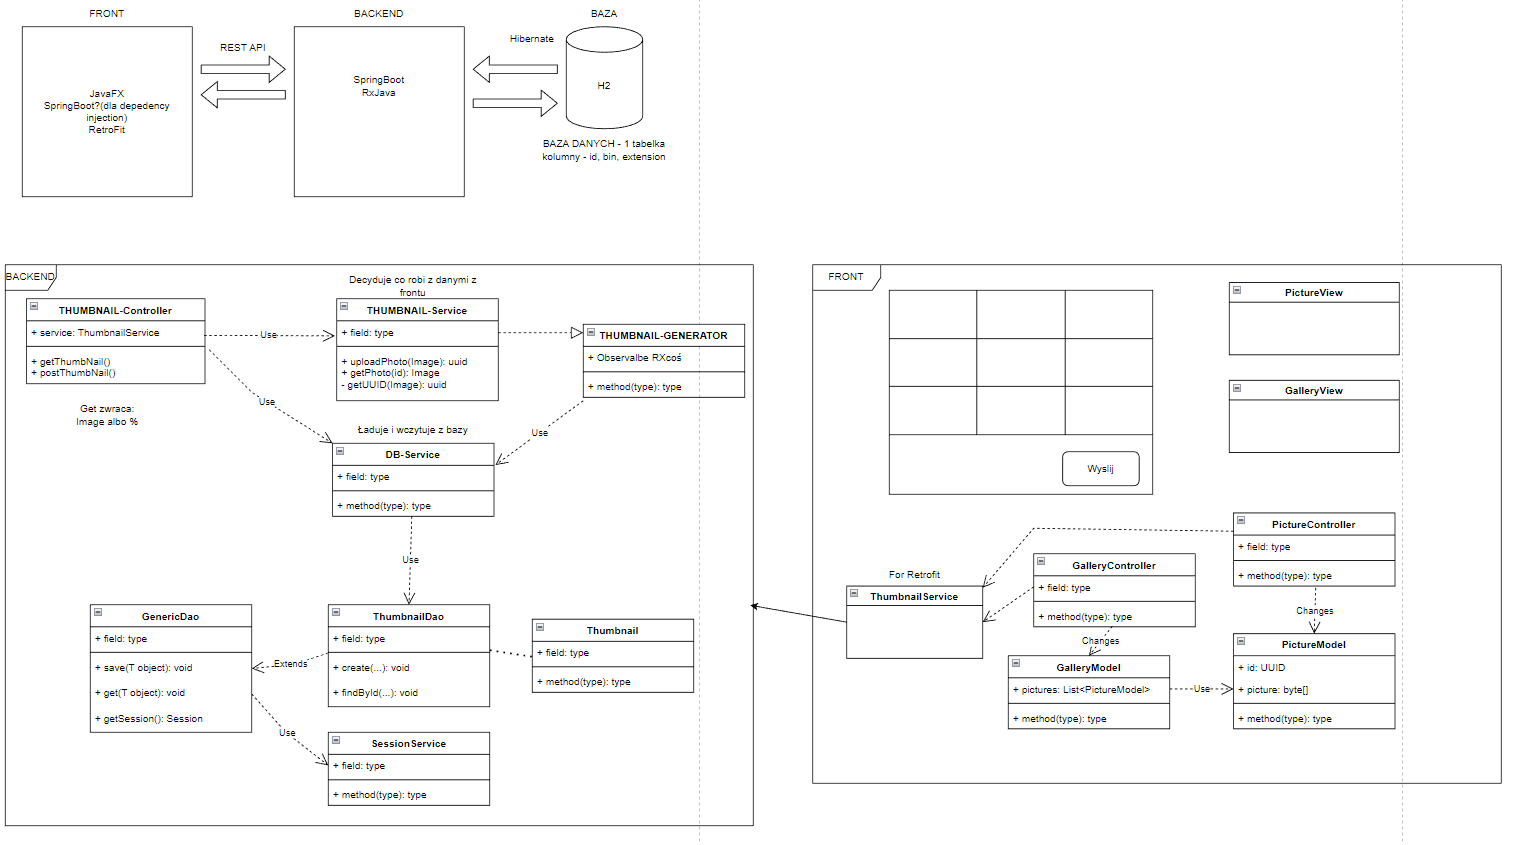 FRONT
BACKEND
BAZA
REST API
Hibernate
JavaFX
SpringBoot?(dla depedency
injection)
RetroFit
SpringBoot
RxJava
H2
BAZA DANYCH - 1 tabelka
kolumny - id, bin, extension
BACKEND
Decyduje co robi z danymi z
frontu
THUMBNAIL-Controller
+ service: ThumbnailService
+ getThumbNail()
+ postThumbNail()
Get zwraca:
Image albo %
Use
Use
THUMBNAIL-Service
+ field: type
+ uploadPhoto(Image): uuid
+ getPhoto(id): Image
- getUUID(Image): uuid
THUMBNAIL-GENERATOR
+ Observalbe RXcoś
+ method(type): type
Use
Ładuje i wczytuje z bazy
DB-Service
+ field: type
+ method(type): type
Use
GenericDao
+ field: type
+ save(T object): void
+ get(T object): void
+ getSession(): Session
Extends
Use
ThumbnailDao
+ field: type
+ create(...): void
+ findById(...): void
Thumbnail
+ field: type
+ method(type): type
SessionService
+ field: type
+ method(type): type
FRONT
Wyslij
PictureView
GalleryView
For Retrofit
ThumbnailService
GalleryController
+ field: type
+ method(type): type
Changes
PictureController
+ field: type
+ method(type): type
Changes
GalleryModel
+ pictures: List<PictureModel>
+ method(type): type
Use
PictureModel
+ id: UUID
+ picture: byte[]
+ method(type): type